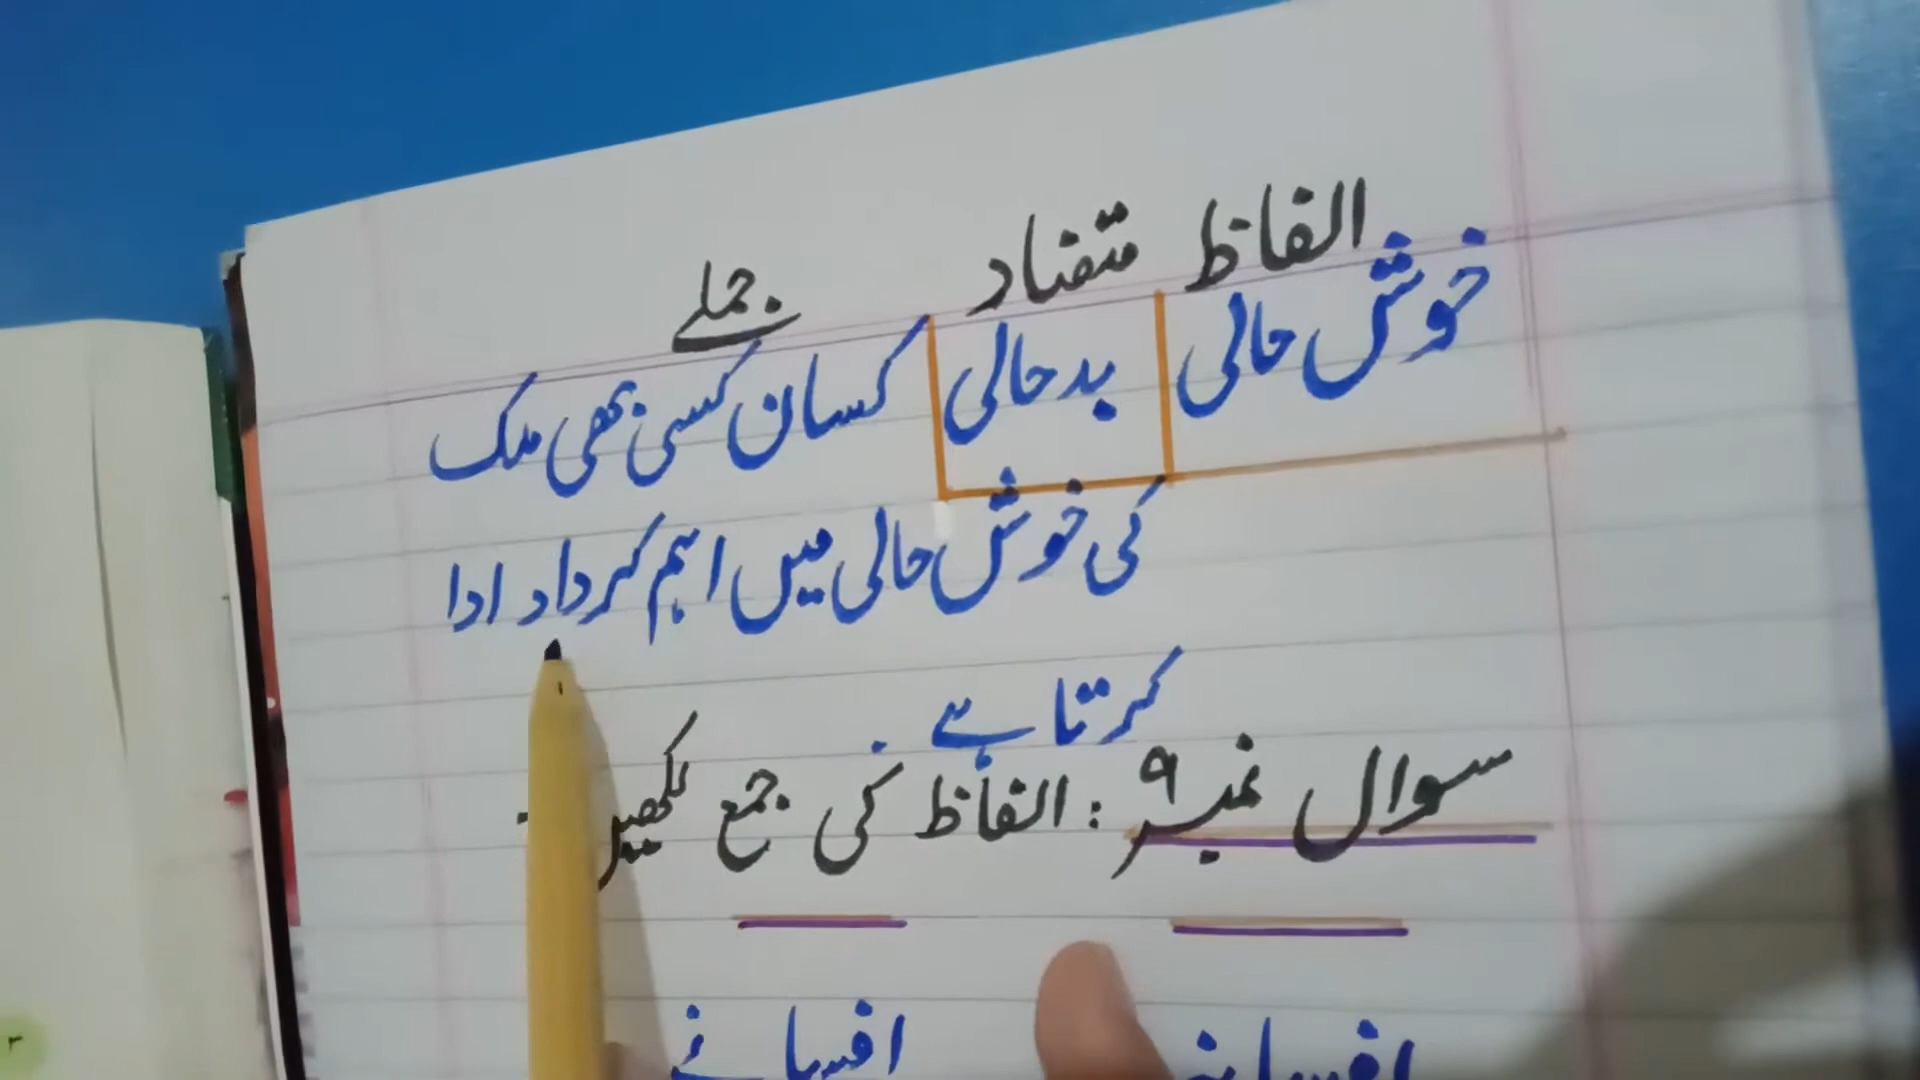 الفاظ متضاد جملے
خوش حالی بدحالی کسان کسی بھی ملک
کی خوش حالی میں اہم کردار ادا
کرتا ہے
سوال نمبر ۹ : الفاظ کی جمع لکھیں
افسانہ افسانے